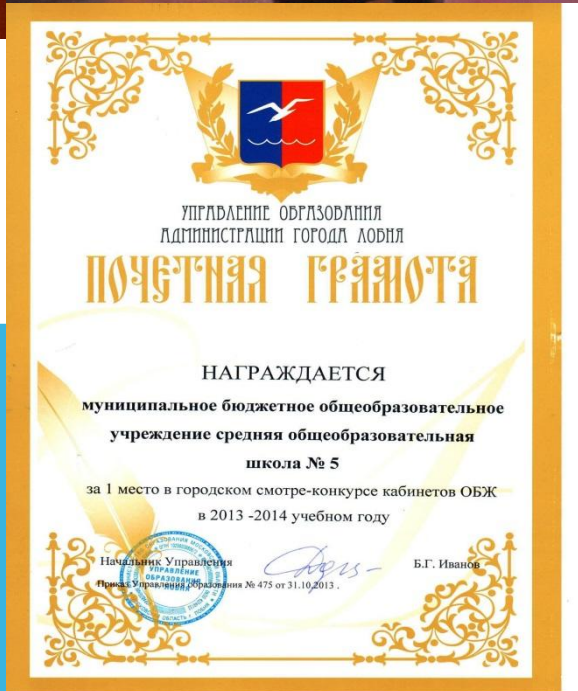 УПРАВЛЕНИЕ ОБРАЗОВАНИЯ
АДМИНИСТРАЦИИ ГОРОДА ЛОБНЯ
ПОЧЕТНАЯ ГРАМОТА
НАГРАЖДАЕТСЯ
муниципальное бюджетное общеобразовательное
учреждение средняя общеобразовательная
школа № 5
за 1 место в городском смотре-конкурсе кабинетов ОБЖ
в 2013 -2014 учебном году
Начальник Управления Б.Г. Иванов
УПРАВЛЕНИЕ
ОБРАЗОВАНИЯ
Приказ Управления образования № 475 от 31.10.2013 .